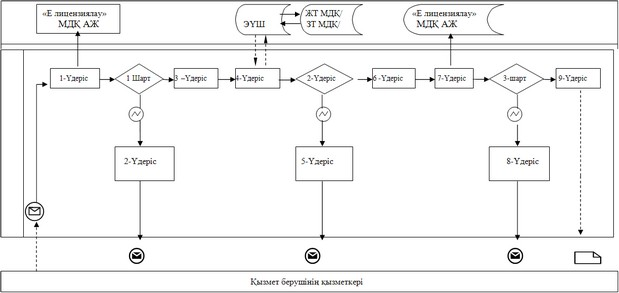 «Е лицензиялау»
МДҚ АЖ
ЭҮШ
ЖТ МДҚ/
ЗТ МДҚ/
«Е лицензиялау»
МДҚ АЖ
1-Үдеріс
1 Шарт
3 –Үдеріс
4-Үдеріс
2-Үдеріс
6 -Үдеріс
7-Үдеріс
3-шарт
9-Үдеріс
2-Үдеріс
5-Үдеріс
8-Үдеріс
Қызмет берушінің қызметкері